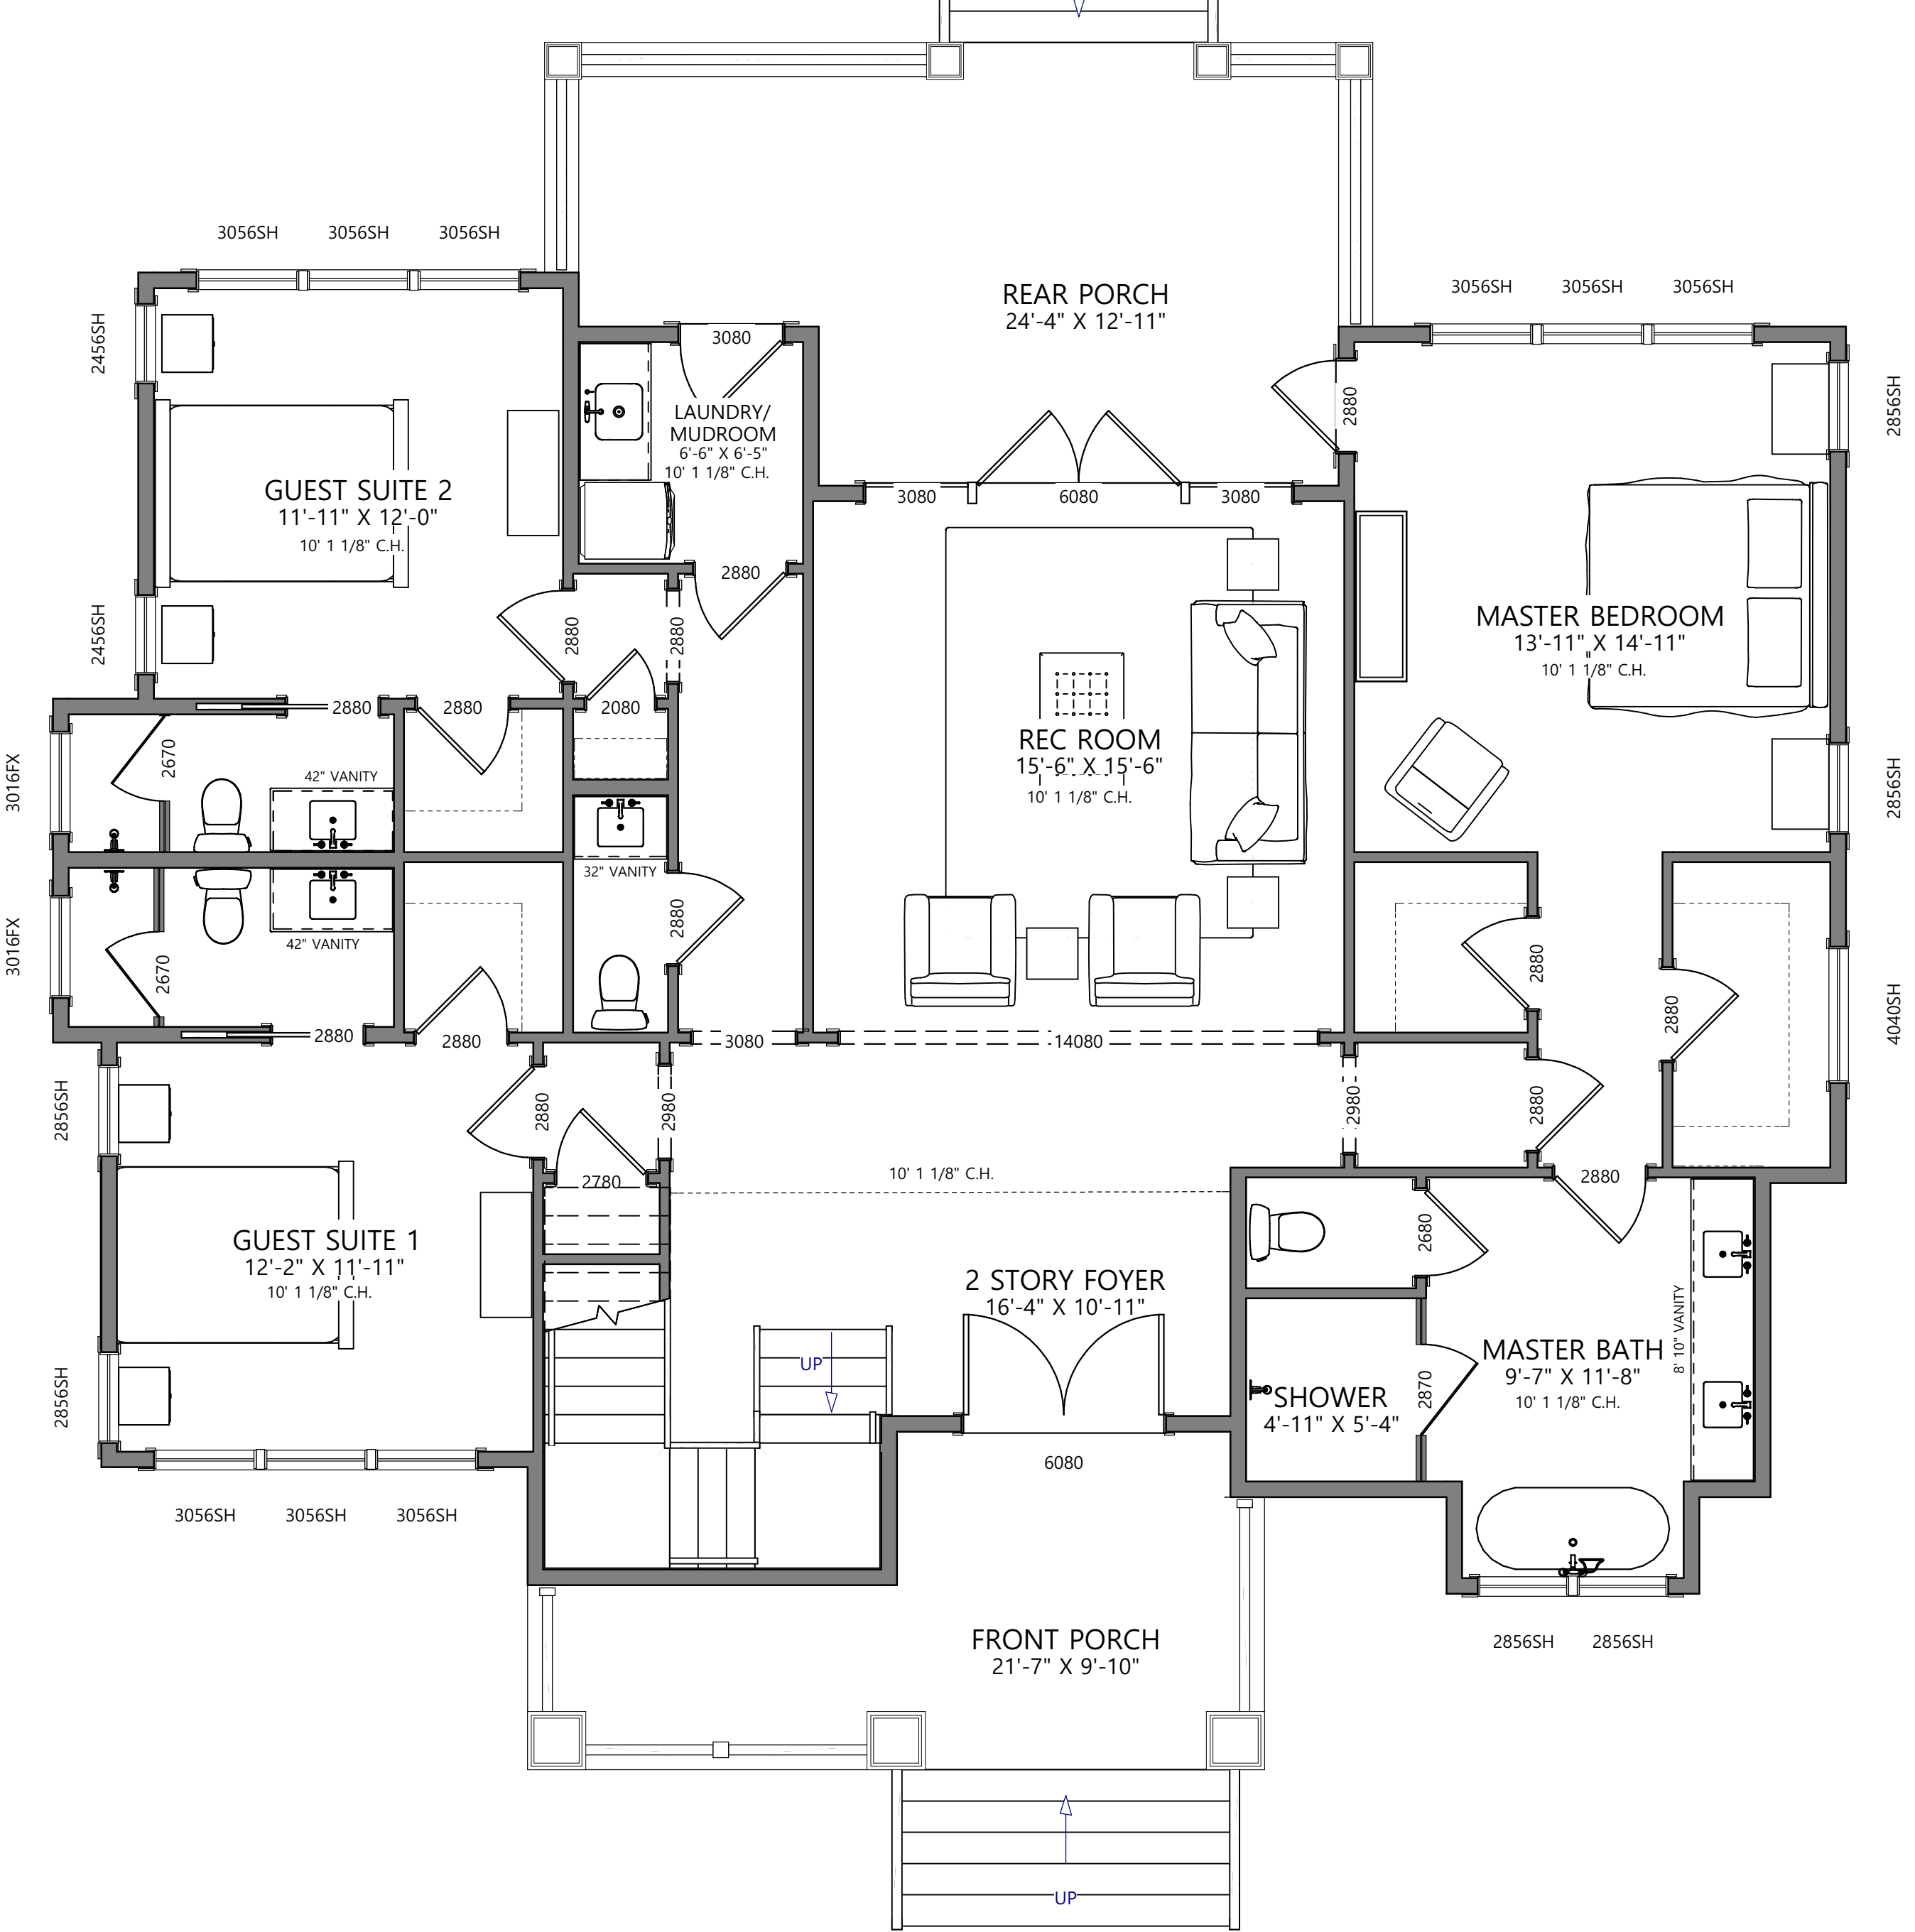 3056SH 3056SH 3056SH
3056SH 3056SH 3056SH
REAR PORCH
24'-4" X 12'-11"
2456SH
3080
2880
2856SH
LAUNDRY/
MUDROOM
6'-6" X 6'-5"
10' 1 1/8" C.H.
GUEST SUITE 2
11'-11" X 12'-0"
10' 1 1/8" C.H.
3080
6080
3080
2880
2456SH
2880
2880
MASTER BEDROOM
13'-11" X 14'-11"
10' 1 1/8" C.H.
2880
2880
2080
REC ROOM
15'-6" X 15'-6"
10' 1 1/8" C.H.
3016FX
2670
42" VANITY
2856SH
32" VANITY
3016FX
2670
42" VANITY
2880
2880
2880
4040SH
2880
2880
3080
14080
2856SH
2880
2980
2980
2880
2780
10' 1 1/8" C.H.
2880
GUEST SUITE 1
12'-2" X 11'-11"
10' 1 1/8" C.H.
2680
2 STORY FOYER
16'-4" X 10'-11"
UP
8' 10" VANITY
MASTER BATH
9'-7" X 11'-8"
10' 1 1/8" C.H.
2856SH
2870
SHOWER
4'-11" X 5'-4"
6080
3056SH 3056SH 3056SH
FRONT PORCH
21'-7" X 9'-10"
2856SH 2856SH
UP